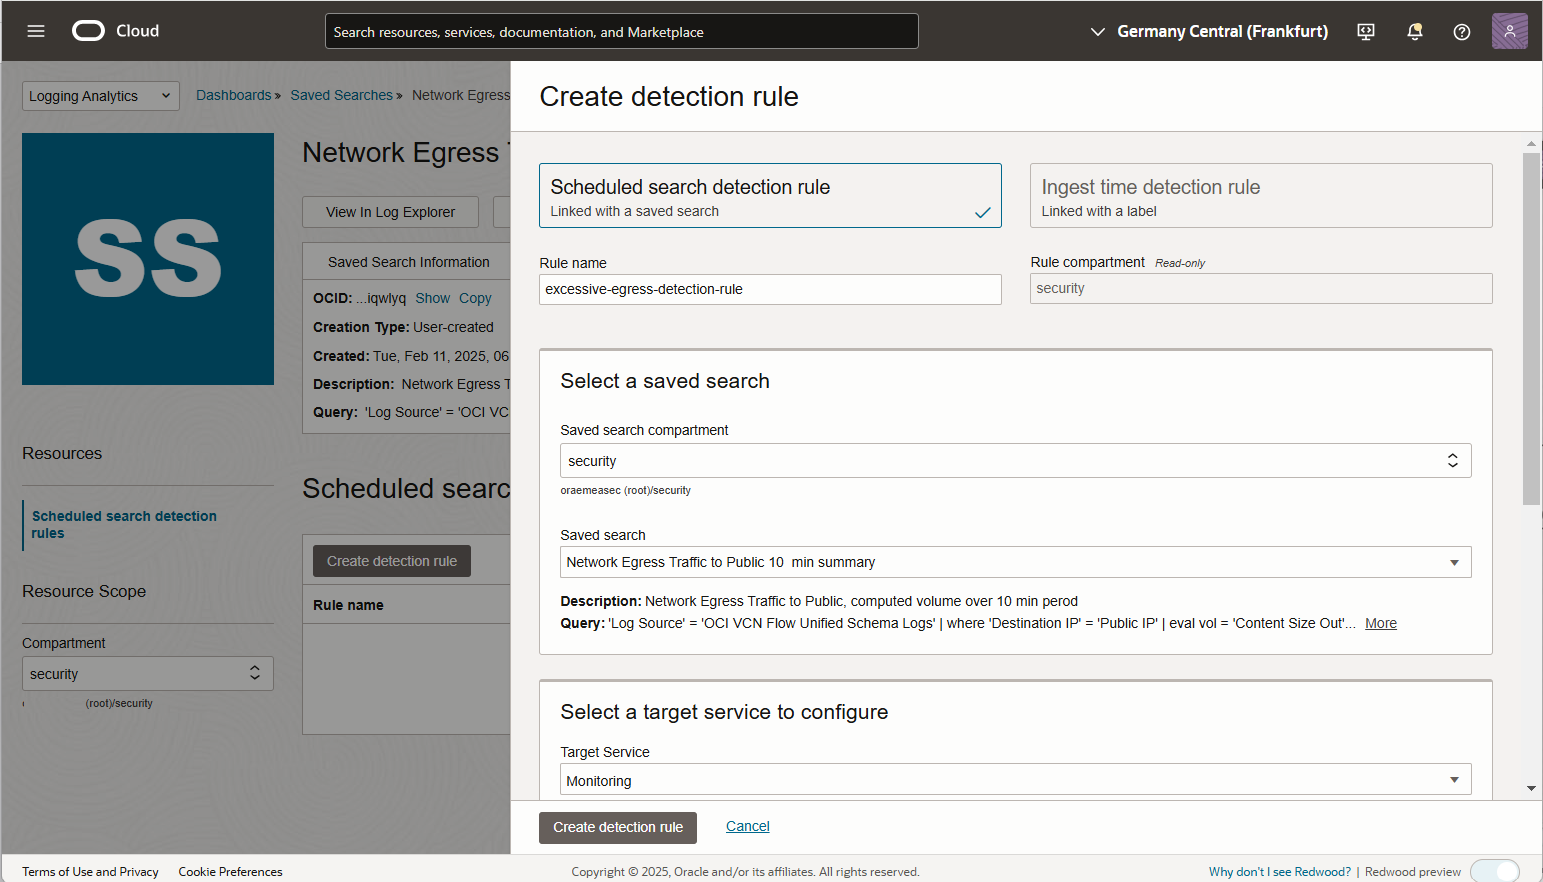 Cloud
Search resources, services, documentation, and Marketplace
Germany Central (Frankfurt)
Logging Analytics
Dashboards » Saved Searches » Network Egress
SS
Network Egress
View In Log Explorer
Saved Search Information
OCID: ...iqwlyq Show Copy
Creation Type: User-created
Created: Tue, Feb 11, 2025, 06
Description: Network Egress T
Query: 'Log Source' = 'OCI VC
Resources
Scheduled search detection
rules
Resource Scope
Compartment
security
(root)/security
Scheduled searc
Create detection rule
Rule name
Create detection rule
Scheduled search detection rule
Linked with a saved search
Ingest time detection rule
Linked with a label
Rule name
excessive-egress-detection-rule
Rule compartment Read-only
security
Select a saved search
Saved search compartment
security
oraemeasec (root)/security
Saved search
Network Egress Traffic to Public 10  min summary
Description: Network Egress Traffic to Public, computed volume over 10 min perod
Query: 'Log Source' = 'OCI VCN Flow Unified Schema Logs' | where 'Destination IP' = 'Public IP' | eval vol = 'Content Size Out'... More
Select a target service to configure
Target Service
Monitoring
Create detection rule
Cancel
Terms of Use and Privacy
Cookie Preferences
Copyright © 2025, Oracle and/or its affiliates. All rights reserved.
Why don't I see Redwood? | Redwood preview